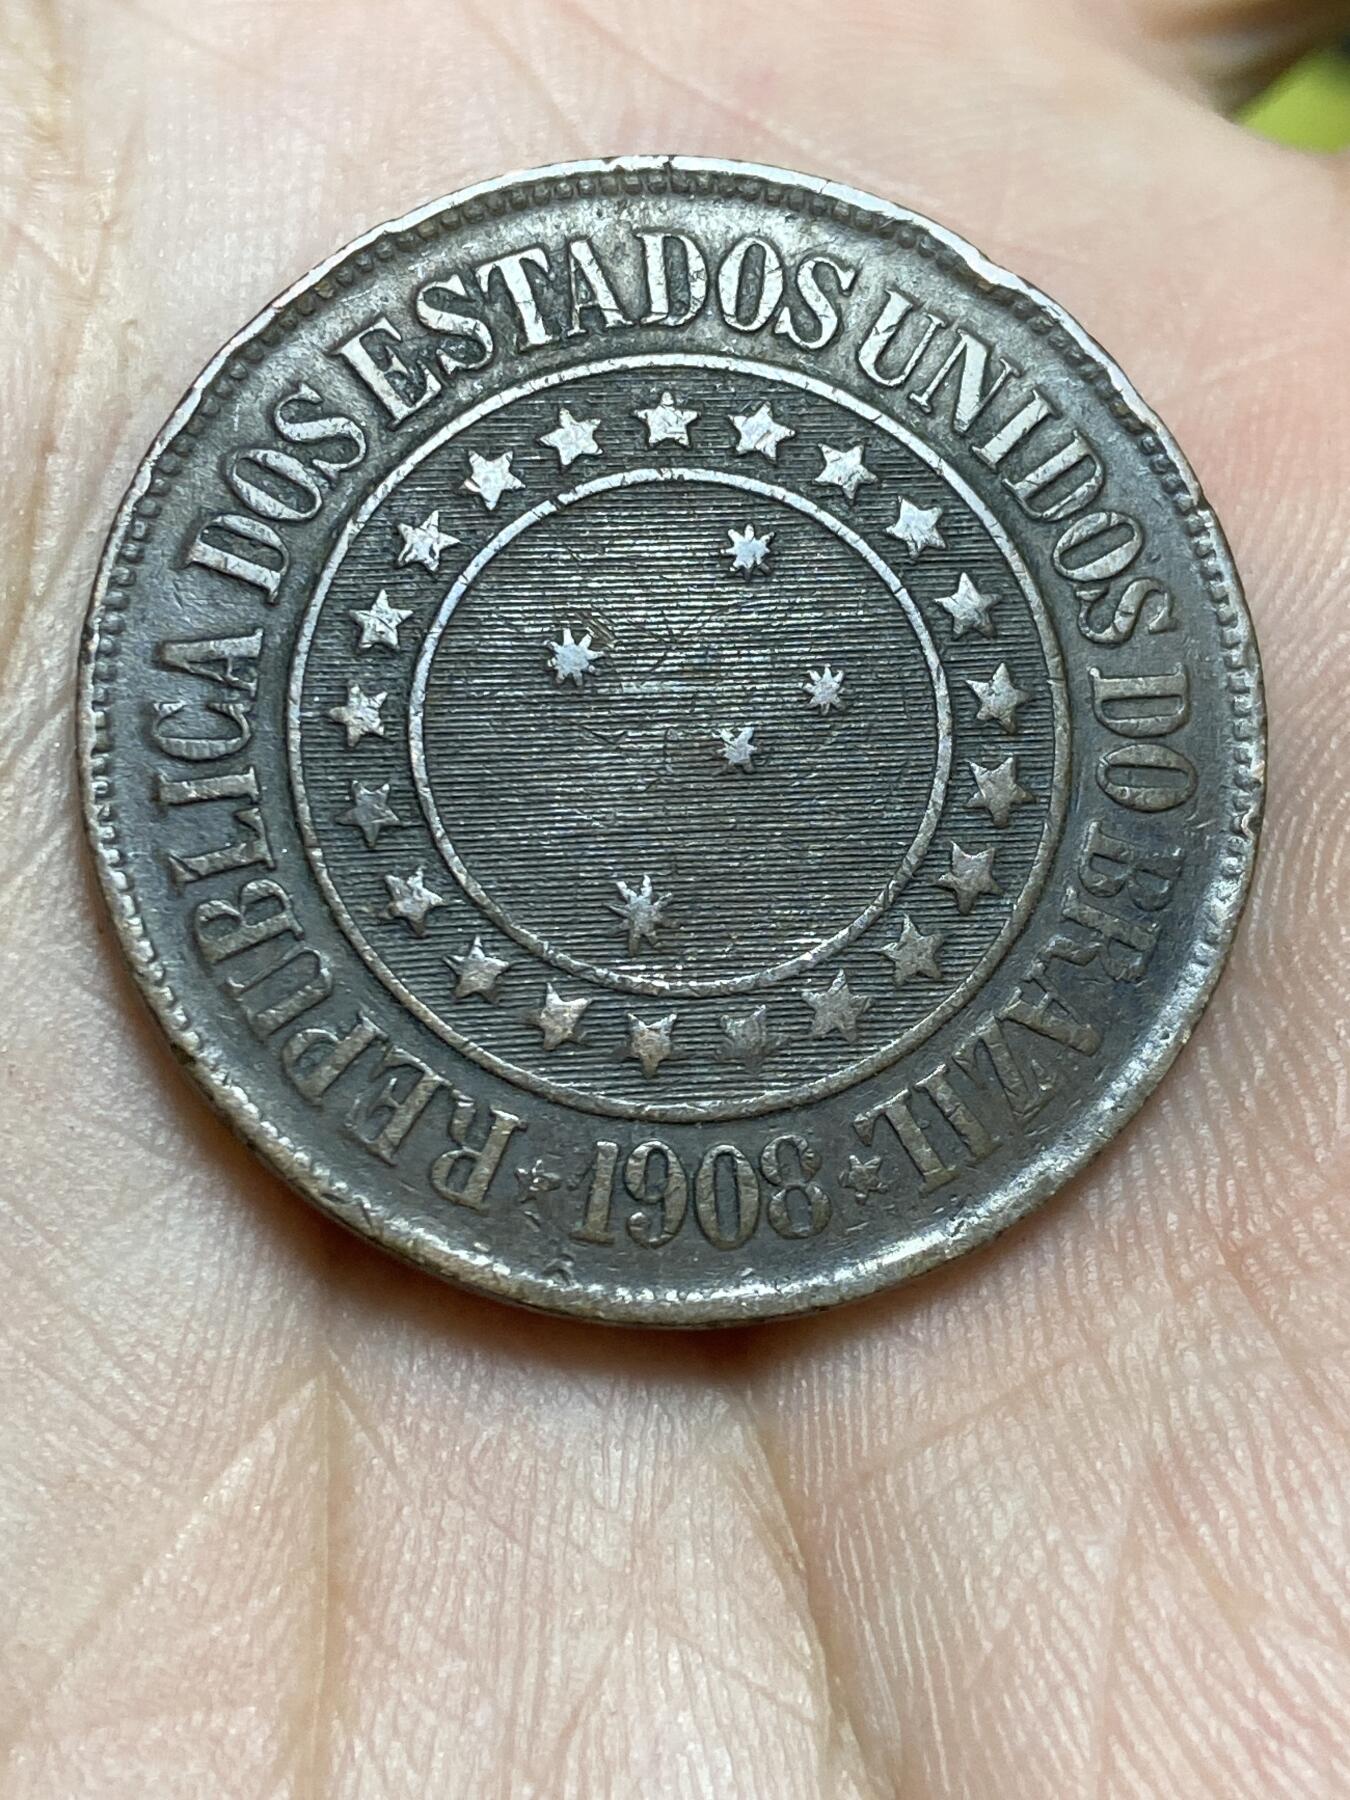 REPUBLICA DOS ESTADOS UNIDOS DO BRAZIL
1908